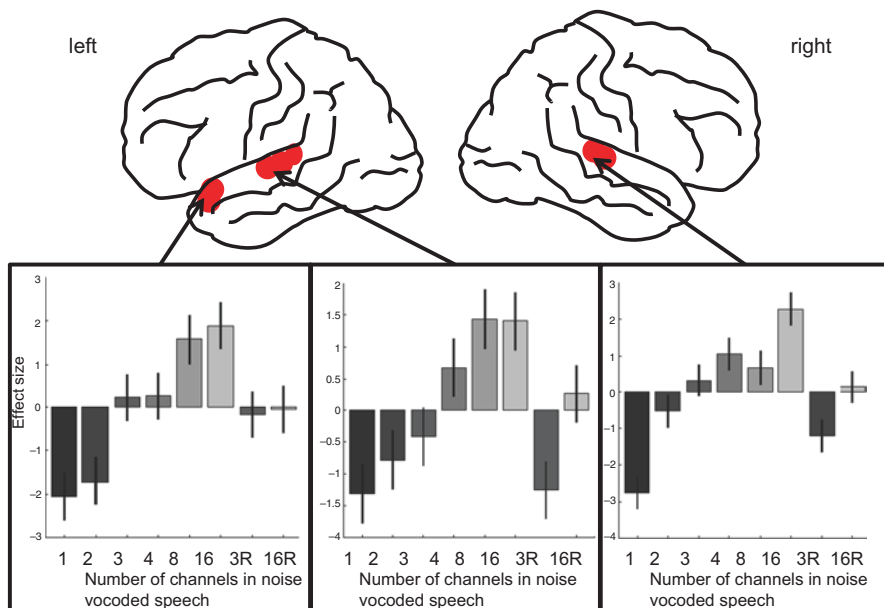 left
right
Effect size
3
2
1
0
−1
−2
−3
1 2 3 4 8 16 3R 16R
Number of channels in noise
vocoded speech
2
1.5
1
0.5
0
−0.5
−1
−1.5
−4
1 2 3 4 8 16 3R 16R
Number of channels in noise
vocoded speech
3
2
1
0
−1
−2
−3
−4
1 2 3 4 8 16 3R 16R
Number of channels in noise
vocoded speech